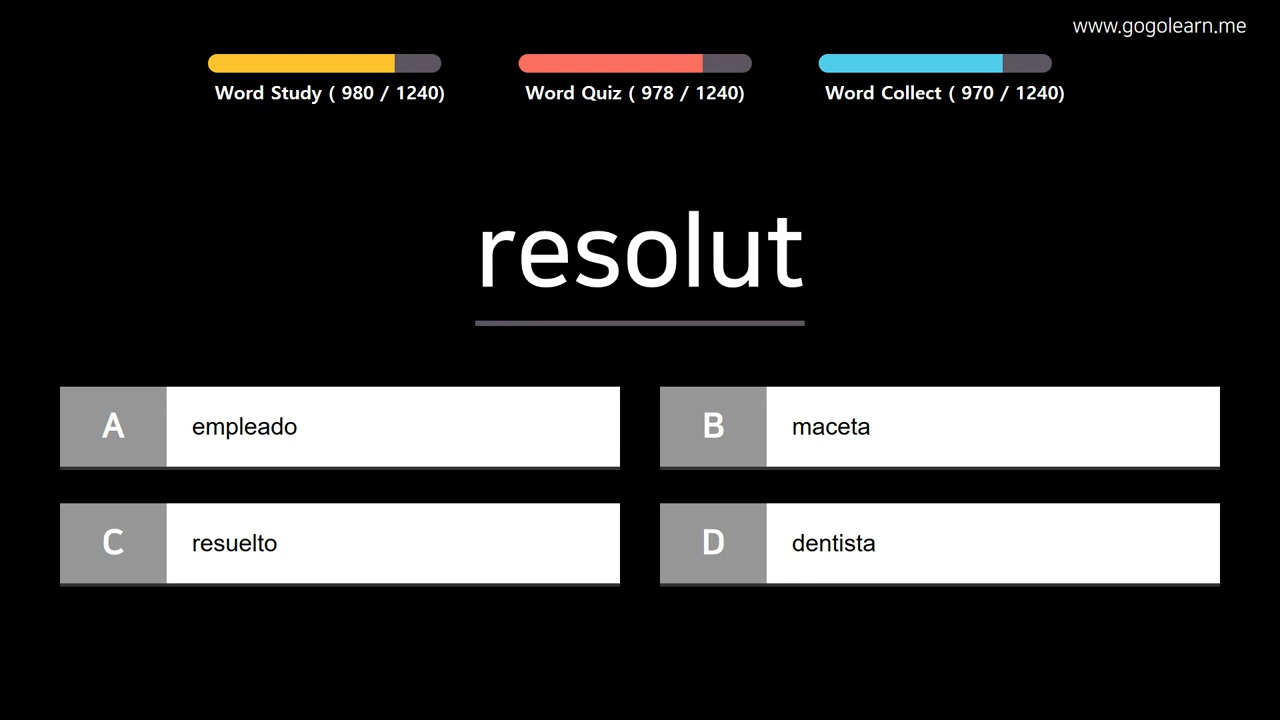 www.gogolearn.me
Word Study ( 980 / 1240)
Word Quiz ( 978 / 1240)
Word Collect ( 970 / 1240)
resolut
A empleado
B maceta
C resuelto
D dentista